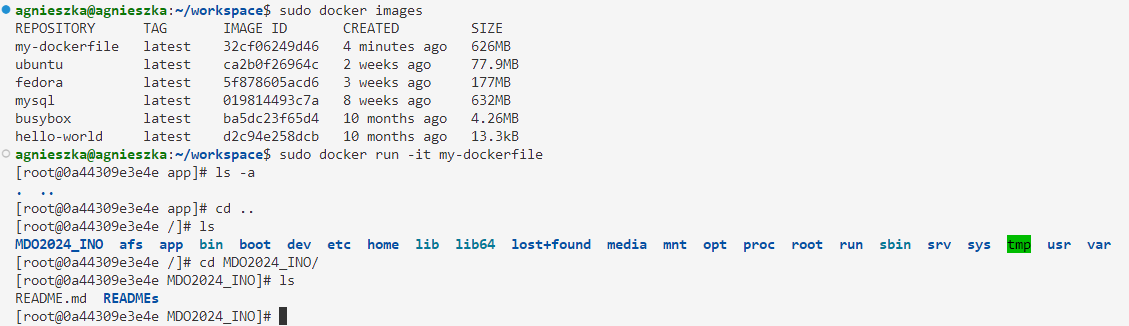 agnieszka@agnieszka:~/workspace$ sudo docker images
REPOSITORY      TAG       IMAGE ID       CREATED         SIZE
my-dockerfile   latest    32cf06249d46   4 minutes ago   626MB
ubuntu          latest    ca2b0f26964c   2 weeks ago     77.9MB
fedora          latest    5f878605acd6   3 weeks ago     177MB
mysql           latest    019814493c7a   8 weeks ago     632MB
busybox         latest    ba5dc23f65d4   10 months ago   4.26MB
hello-world     latest    d2c94e258dcb   10 months ago   13.3kB
agnieszka@agnieszka:~/workspace$ sudo docker run -it my-dockerfile
[root@0a44309e3e4e app]# ls -a
.  ..
[root@0a44309e3e4e app]# cd ..
[root@0a44309e3e4e /]# ls
MDO2024_INO  afs  app  bin  boot  dev  etc  home  lib  lib64  lost+found  media  mnt  opt  proc  root  run  sbin  srv  sys  tmp  usr  var
[root@0a44309e3e4e /]# cd MDO2024_INO/
[root@0a44309e3e4e MDO2024_INO]# ls
README.md  READMEs
[root@0a44309e3e4e MDO2024_INO]#